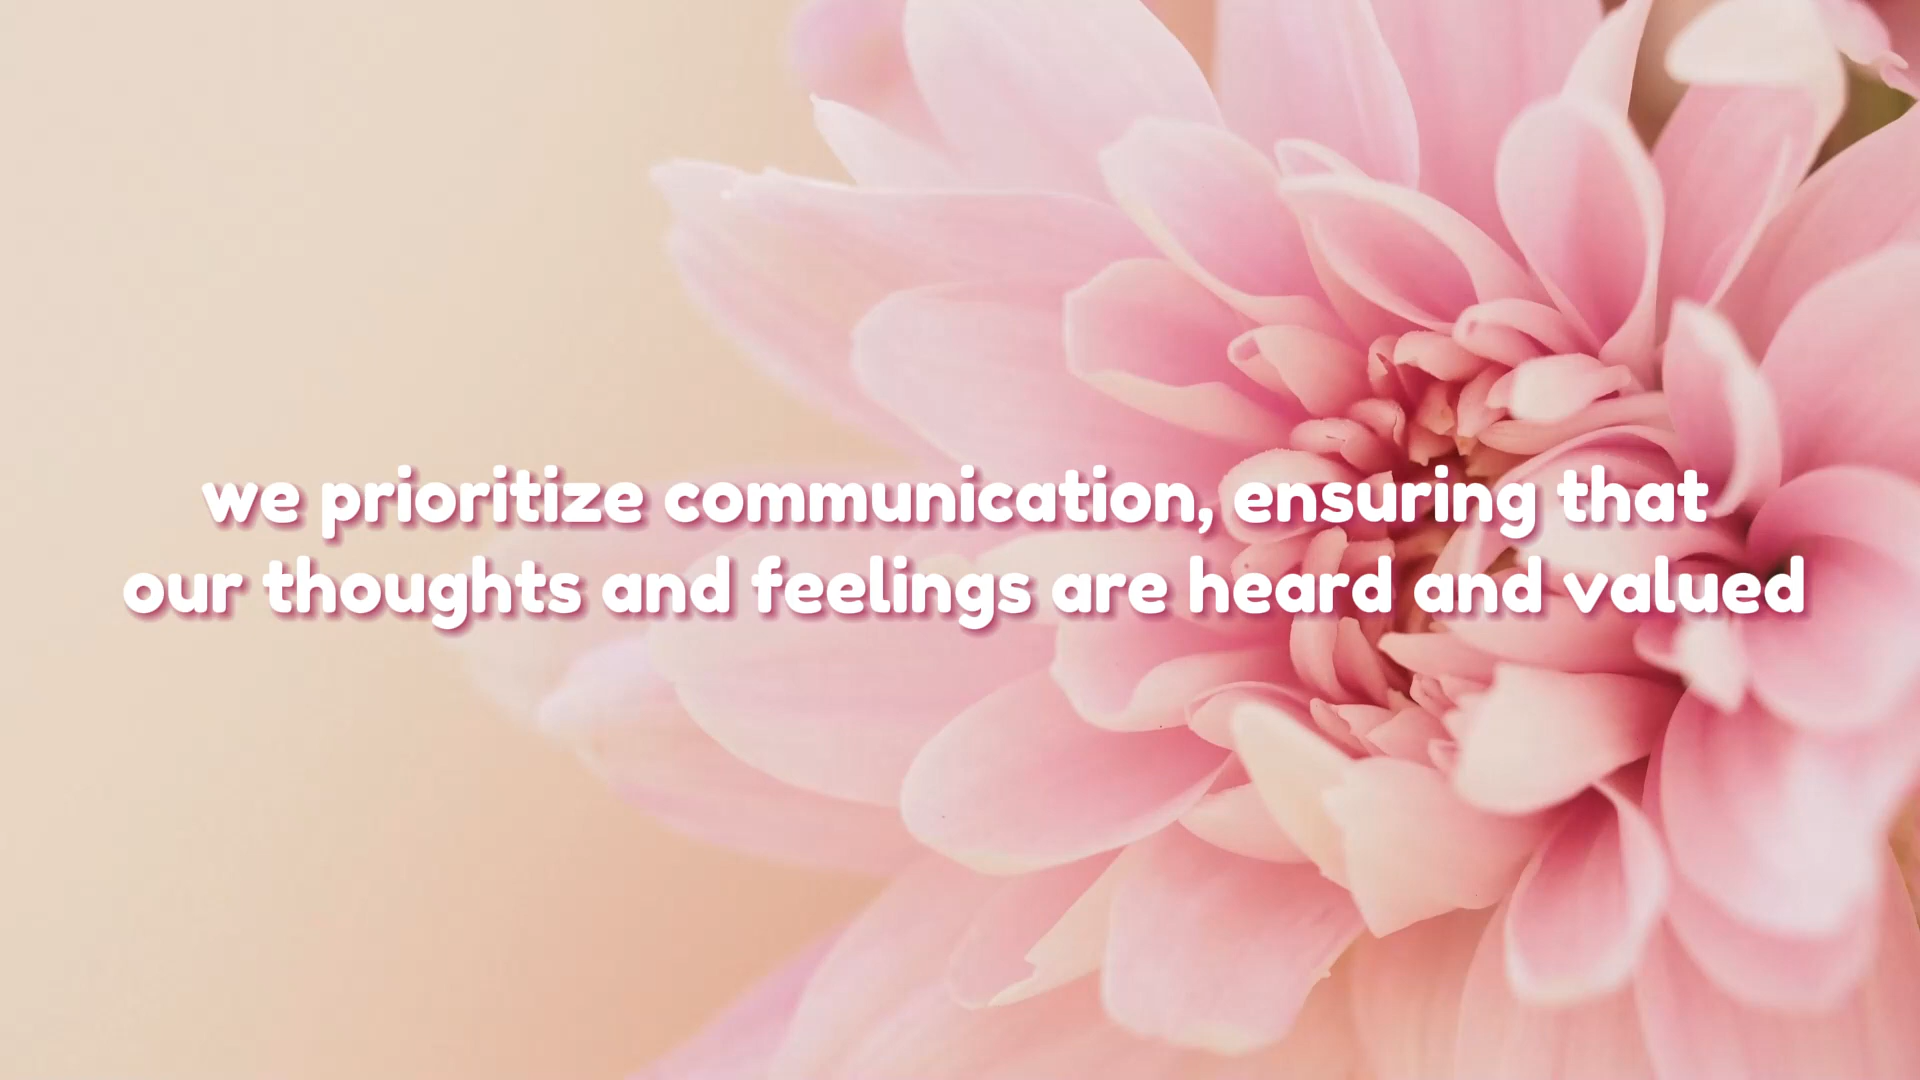 we prioritize communication, ensuring that
our thoughts and feelings are heard and valued